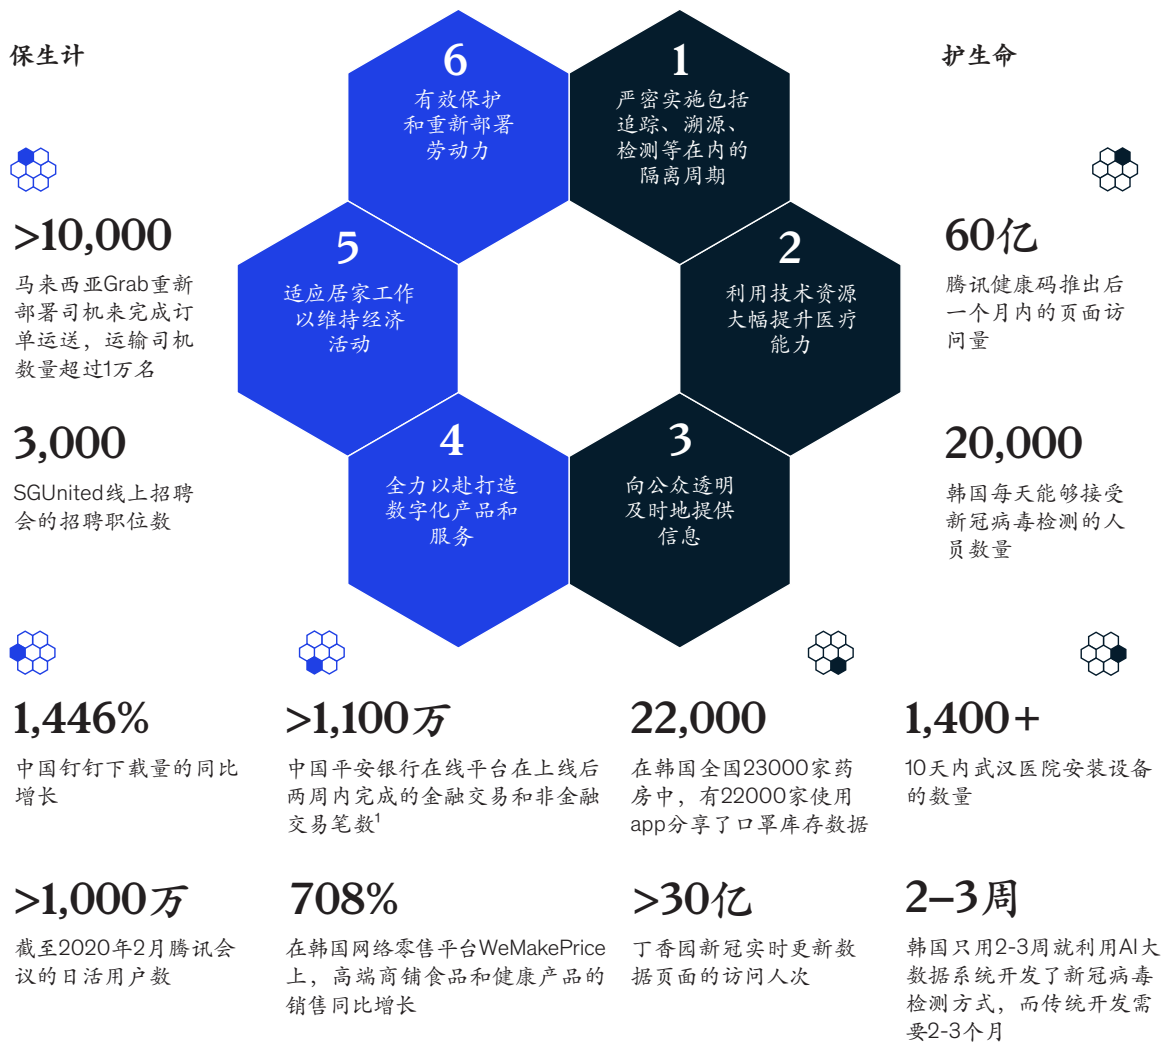 保生计
护生命
6
有效保护
和重新部署
劳动力
1
严密实施包括
追踪、溯源、
检测等在内的
隔离周期
5
适应居家工作
以维持经济
活动
2
利用技术资源
大幅提升医疗
能力
4
全力以赴打造
数字化产品和
服务
3
向公众透明
及时地提供
信息
>10,000
马来西亚Grab重新
部署司机来完成订
单运送，运输司机
数量超过1万名
3,000
SGUnited线上招聘
会的招聘职位数
60亿
腾讯健康码推出后
一个月内的页面访
问量
20,000
韩国每天能够接受
新冠病毒检测的人
员数量
1,446%
中国钉钉下载量的同比
增长
>1,100万
中国平安银行在线平台在上线后
两周内完成的金融交易和非金融
交易笔数1
22,000
在韩国全国23000家药
房中，有22000家使用
app分享了口罩库存数据
1,400+
10天内武汉医院安装设备
的数量
>1,000万
截至2020年2月腾讯会
议的日活用户数
708%
在韩国网络零售平台WeMakePrice
上，高端商铺食品和健康产品的
销售同比增长
>30亿
丁香园新冠实时更新数
据页面的访问人次
2–3周
韩国只用2-3周就利用AI大
数据系统开发了新冠病毒
检测方式，而传统开发需
要2-3个月